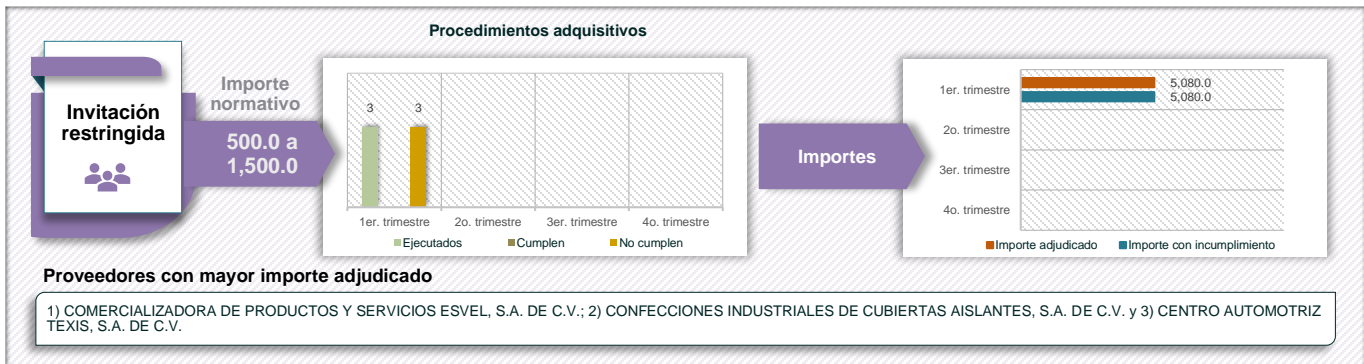 Procedimientos adquisitivos
Invitación
restringida
Importe
normativo
500.0 a
1,500.0
3
3
1er. trimestre
2o. trimestre
3er. trimestre
4o. trimestre
Ejecutados
Cumplen
No cumplen
Importes
1er. trimestre
5,080.0
5,080.0
2o. trimestre
3er. trimestre
4o. trimestre
Importe adjudicado
Importe con incumplimiento
Proveedores con mayor importe adjudicado
1) COMERCIALIZADORA DE PRODUCTOS Y SERVICIOS ESVEL, S.A. DE C.V.; 2) CONFECCIONES INDUSTRIALES DE CUBIERTAS AISLANTES, S.A. DE C.V. y 3) CENTRO AUTOMOTRIZ
TEXIS, S.A. DE C.V.